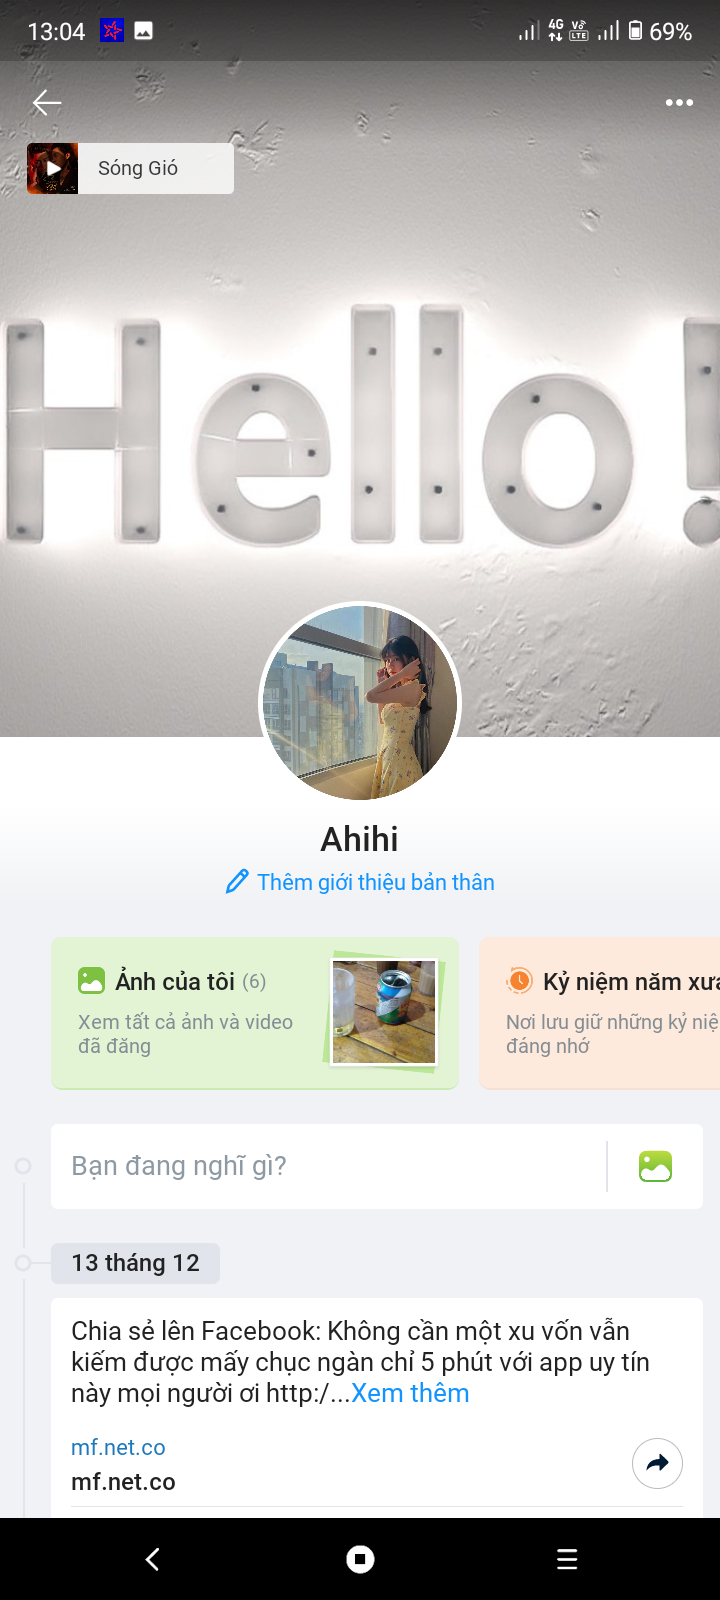 13:04 4G Vo LTE 69%
Sóng Gió
Hello!
Ahihi
Thêm giới thiệu bản thân
Ảnh của tôi (6)
Xem tất cả ảnh và video
đã đăng
Kỷ niệm năm xưa
Nơi lưu giữ những kỷ niệ
đáng nhớ
Bạn đang nghĩ gì?
13 tháng 12
Chia sẻ lên Facebook: Không cần một xu vốn vẫn
kiếm được mấy chục ngàn chỉ 5 phút với app uy tín
này mọi người ơi http:/...Xem thêm
mf.net.co
mf.net.co